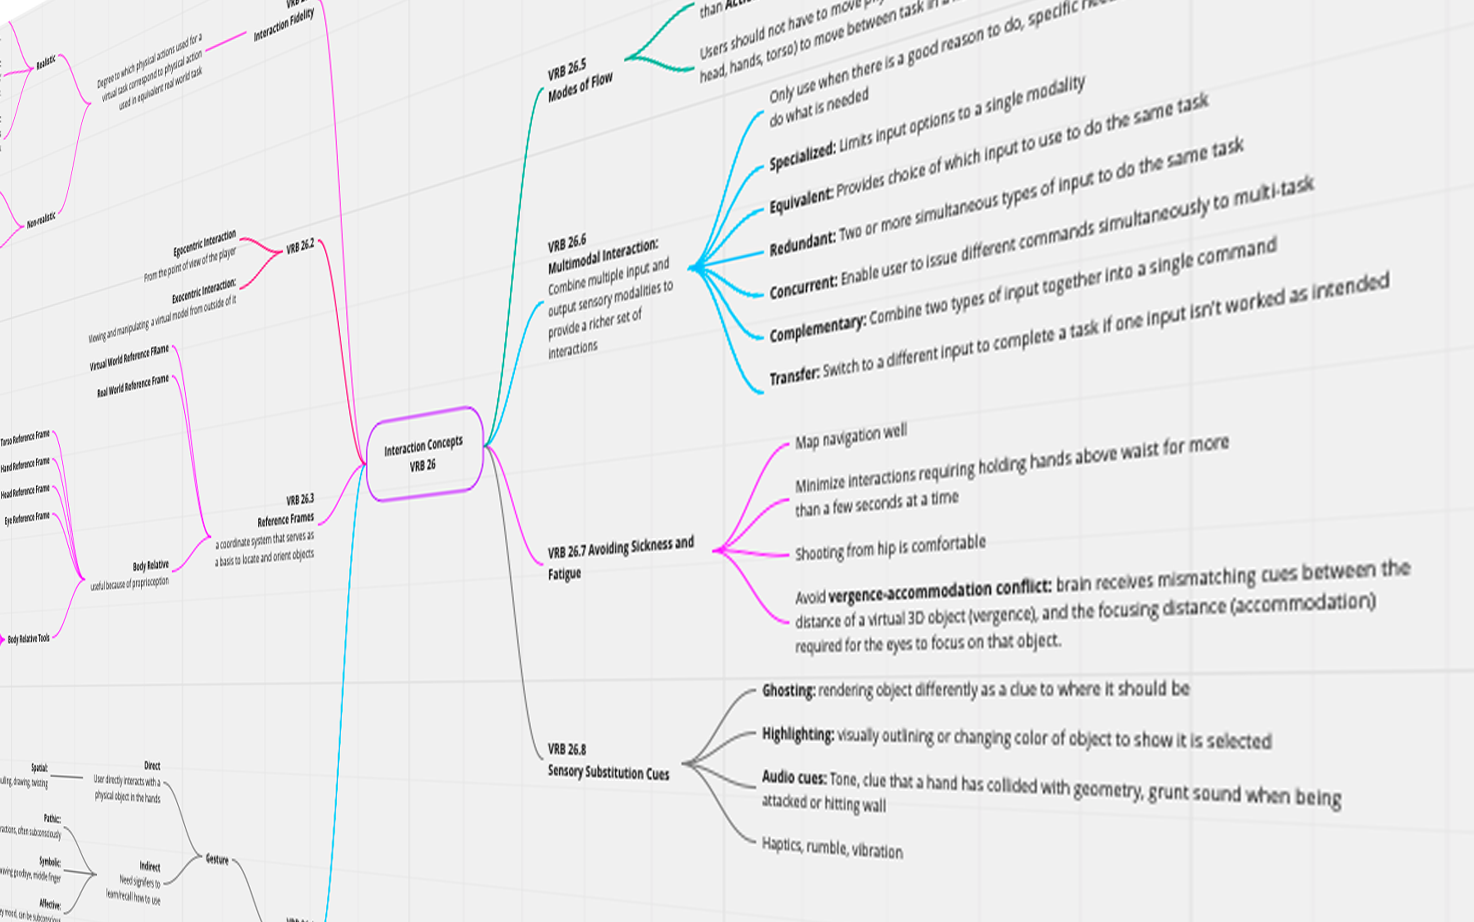 Realistic
Degree to which physical actions used for a
virtual task correspond to physical action
used in equivalent real world task
Interaction Fidelity
Non-realistic
Egocentric Interaction
From the point of view of the player
VRB 26.2
Exocentric Interaction:
Viewing and manipulating a virtual model from outside of it
Virtual World Reference FRame
Real World Reference Frame
Torso Reference Frame
Hand Reference Frame
Head Reference Frame
Eye Reference Frame
Body Relative Tools
Body Relative
useful because of proprioception
VRB 26.3
Reference Frames
a coordinate system that serves as
a basis to locate and orient objects
Spatial:
drawing, twisting
Direct
User directly interacts with a
physical object in the hands
Pathic:
often subconsciously
Symbolic:
goodbye, middle finger
Affective:
mood, can be subconscious
Indirect
Need signifers to
learn/recall how to use
Gesture
Interaction Concepts
VRB 26
VRB 26.5
Modes of Flow
than
Users should not have to move
head, hands, torso) to move between task in
VRB 26.6
Multimodal Interaction:
Combine multiple input and
output sensory modalities to
provide a richer set of
interactions
Only use when there is a good reason to do, specific
do what is needed
Specialized: Limits input options to a single modality
Equivalent: Provides choice of which input to use to do the same task
Redundant: Two or more simultaneous types of input to do the same task
Concurrent: Enable user to issue different commands simultaneously to multi-task
Complementary: Combine two types of input together into a single command
Transfer: Switch to a different input to complete a task if one input isn't worked as intended
VRB 26.7 Avoiding Sickness and
Fatigue
Map navigation well
Minimize interactions requiring holding hands above waist for more
than a few seconds at a time
Shooting from hip is comfortable
Avoid vergence-accommodation conflict: brain receives mismatching cues between the
distance of a virtual 3D object (vergence), and the focusing distance (accommodation)
required for the eyes to focus on that object.
VRB 26.8
Sensory Substitution Cues
Ghosting: rendering object differently as a clue to where it should be
Highlighting: visually outlining or changing color of object to show it is selected
Audio cues: Tone, clue that a hand has collided with geometry, grunt sound when being
attacked or hitting wall
Haptics, rumble, vibration